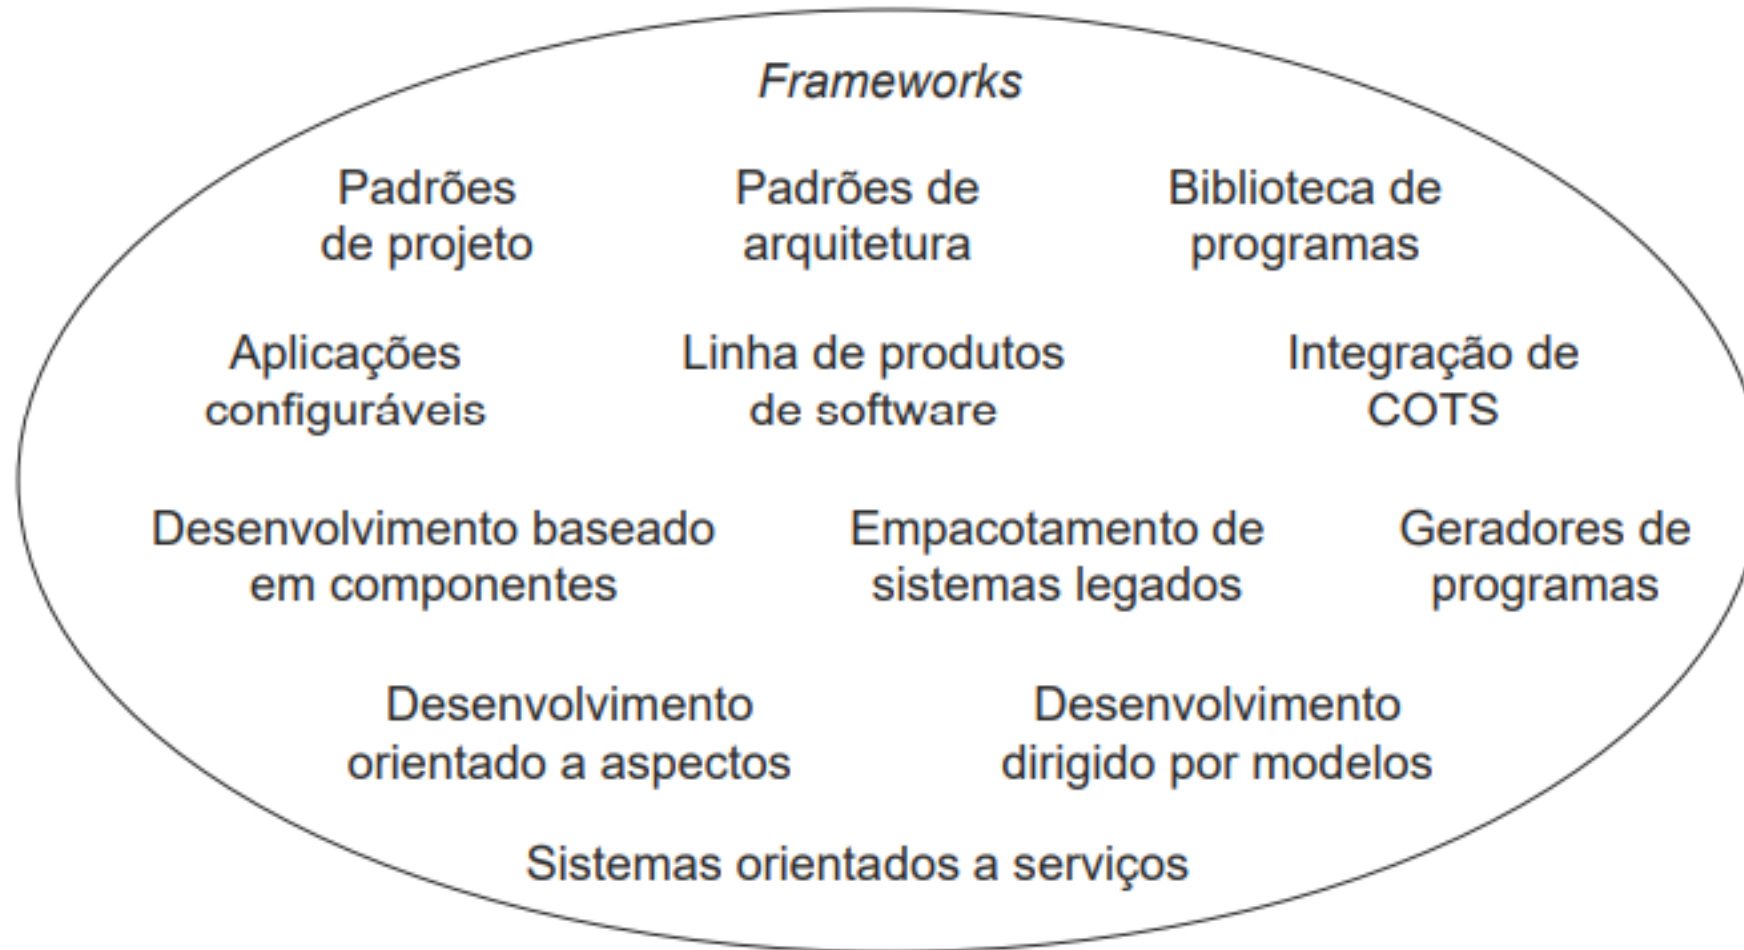 Frameworks
Padrões
de projeto
Padrões de
arquitetura
Biblioteca de
programas
Aplicações
configuráveis
Linha de produtos
de software
Integração de
COTS
Desenvolvimento baseado
em componentes
Empacotamento de
sistemas legados
Geradores de
programas
Desenvolvimento
orientado a aspectos
Desenvolvimento
dirigido por modelos
Sistemas orientados a serviços